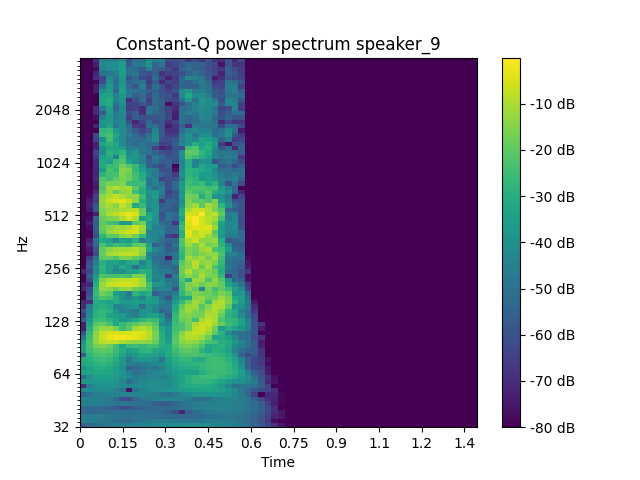 Constant-Q power spectrum speaker_9
Hz
2048
1024
512
256
128
64
32
0 0.15 0.3 0.45 0.6 0.75 0.9 1.1 1.2 1.4
Time
-10 dB
-20 dB
-30 dB
-40 dB
-50 dB
-60 dB
-70 dB
-80 dB